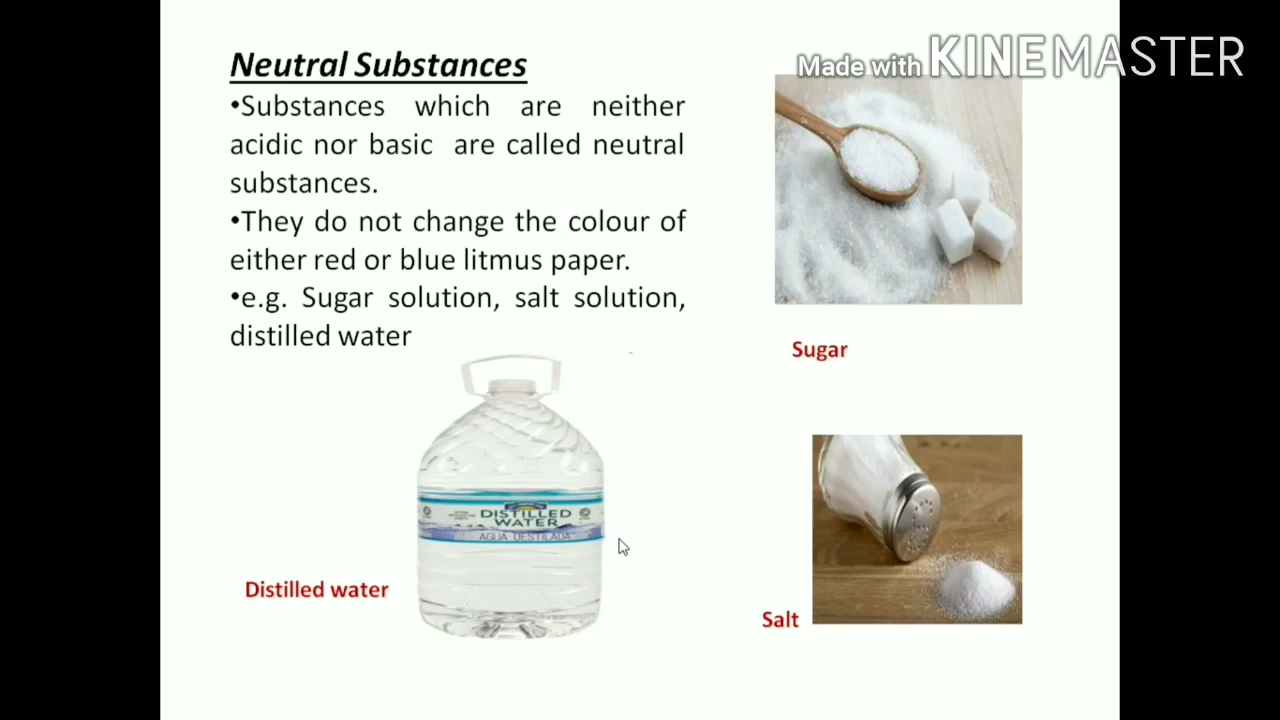 Made with KINEMASTER
Neutral Substances
•Substances which are neither
acidic nor basic are called neutral
substances.
•They do not change the colour of
either red or blue litmus paper.
•e.g. Sugar solution, salt solution,
distilled water
Sugar
DISTILLED
WATER
AGUA DESTILADA
Distilled water
Salt